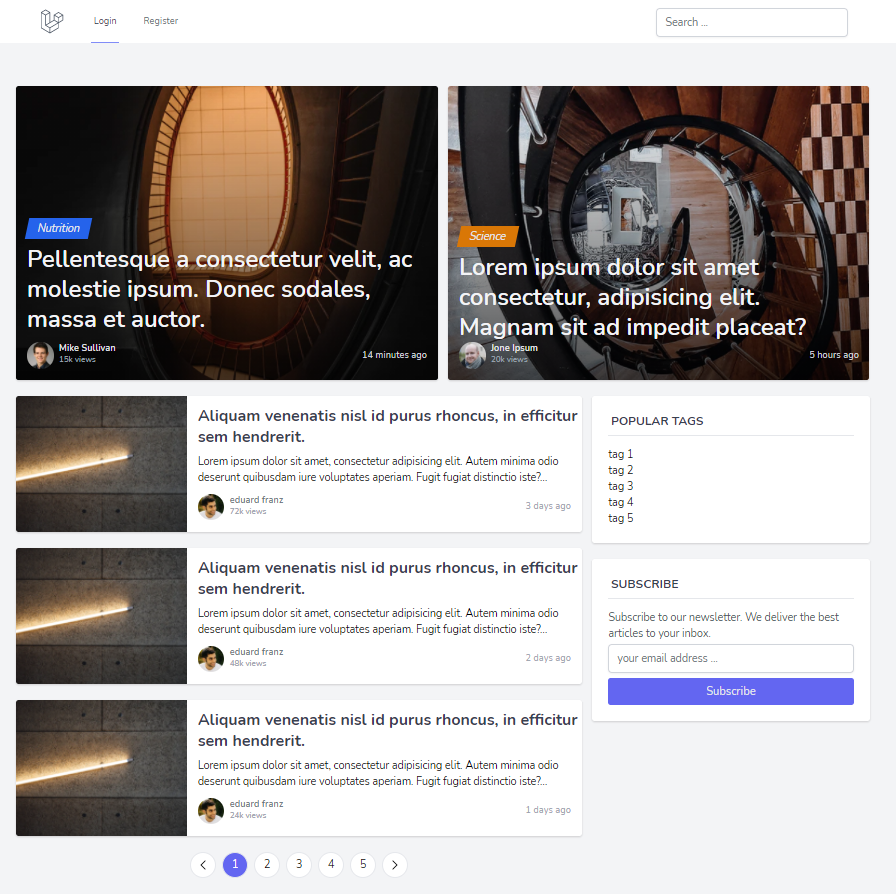 Login
Register
Search ...
Nutrition
Pellentesque a consectetur velit, ac
molestie ipsum. Donec sodales,
massa et auctor.
Mike Sullivan
15k views
14 minutes ago
Science
Lorem ipsum dolor sit amet
consectetur, adipisicing elit.
Magnam sit ad impedit placeat?
Jone Ipsum
20k views
5 hours ago
Aliquam venenatis nisl id purus rhoncus, in efficitur
sem hendrerit.
Lorem ipsum dolor sit amet, consectetur adipisicing elit. Autem minima odio
deserunt quibusdam iure voluptates aperiam. Fugit fugiat distinctio iste?...
eduard franz
72k views
3 days ago
Aliquam venenatis nisl id purus rhoncus, in efficitur
sem hendrerit.
Lorem ipsum dolor sit amet, consectetur adipisicing elit. Autem minima odio
deserunt quibusdam iure voluptates aperiam. Fugit fugiat distinctio iste?...
eduard franz
48k views
2 days ago
Aliquam venenatis nisl id purus rhoncus, in efficitur
sem hendrerit.
Lorem ipsum dolor sit amet, consectetur adipisicing elit. Autem minima odio
deserunt quibusdam iure voluptates aperiam. Fugit fugiat distinctio iste?...
eduard franz
24k views
1 days ago
1 2 3 4 5
POPULAR TAGS
tag 1
tag 2
tag 3
tag 4
tag 5
SUBSCRIBE
Subscribe to our newsletter. We deliver the best
articles to your inbox.
your email address ...
Subscribe